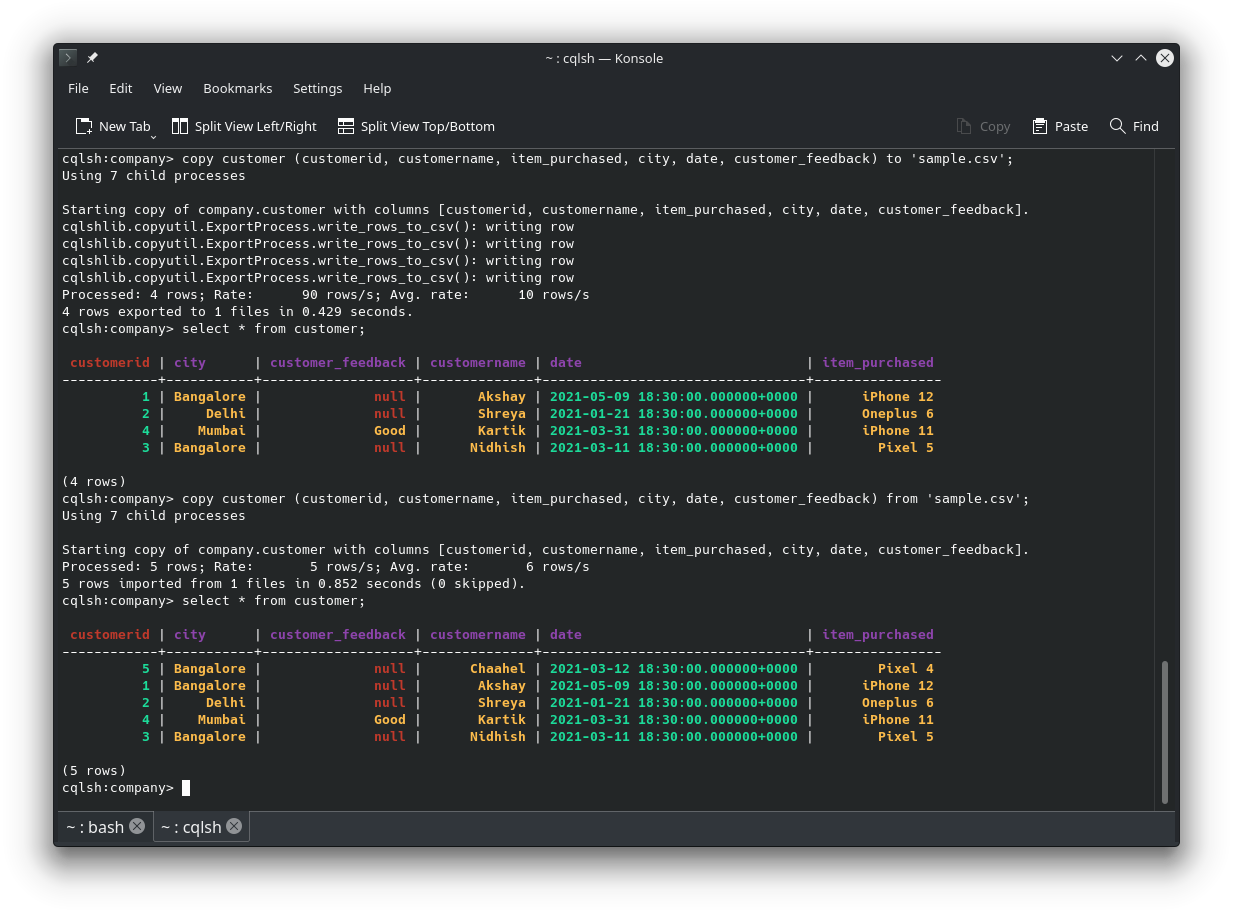 ~ : cqlsh — Konsole
File Edit View Bookmarks Settings Help
New Tab Split View Left/Right Split View Top/Bottom Copy Paste Find
cqlsh:company> copy customer (customerid, customername, item_purchased, city, date, customer_feedback) to 'sample.csv';
Using 7 child processes
Starting copy of company.customer with columns [customerid, customername, item_purchased, city, date, customer_feedback].
cqlshlib.copyutil.ExportProcess.write_rows_to_csv(): writing row
cqlshlib.copyutil.ExportProcess.write_rows_to_csv(): writing row
cqlshlib.copyutil.ExportProcess.write_rows_to_csv(): writing row
cqlshlib.copyutil.ExportProcess.write_rows_to_csv(): writing row
Processed: 4 rows; Rate:      90 rows/s; Avg. rate:      10 rows/s
4 rows exported to 1 files in 0.429 seconds.
cqlsh:company> select * from customer;
 customerid | city      | customer_feedback | customername | date                            | item_purchased
------------+-----------+-------------------+--------------+---------------------------------+----------------
          1 | Bangalore |              null |       Akshay | 2021-05-09 18:30:00.000000+0000 |      iPhone 12
          2 |     Delhi |              null |       Shreya | 2021-01-21 18:30:00.000000+0000 |      Oneplus 6
          4 |    Mumbai |              Good |       Kartik | 2021-03-31 18:30:00.000000+0000 |      iPhone 11
          3 | Bangalore |              null |      Nidhish | 2021-03-11 18:30:00.000000+0000 |        Pixel 5
(4 rows)
cqlsh:company> copy customer (customerid, customername, item_purchased, city, date, customer_feedback) from 'sample.csv';
Using 7 child processes
Starting copy of company.customer with columns [customerid, customername, item_purchased, city, date, customer_feedback].
Processed: 5 rows; Rate:       5 rows/s; Avg. rate:       6 rows/s
5 rows imported from 1 files in 0.852 seconds (0 skipped).
cqlsh:company> select * from customer;
 customerid | city      | customer_feedback | customername | date                            | item_purchased
------------+-----------+-------------------+--------------+---------------------------------+----------------
          5 | Bangalore |              null |      Chaahel | 2021-03-12 18:30:00.000000+0000 |        Pixel 4
          1 | Bangalore |              null |       Akshay | 2021-05-09 18:30:00.000000+0000 |      iPhone 12
          2 |     Delhi |              null |       Shreya | 2021-01-21 18:30:00.000000+0000 |      Oneplus 6
          4 |    Mumbai |              Good |       Kartik | 2021-03-31 18:30:00.000000+0000 |      iPhone 11
          3 | Bangalore |              null |      Nidhish | 2021-03-11 18:30:00.000000+0000 |        Pixel 5
(5 rows)
cqlsh:company>
~ : bash ~ : cqlsh